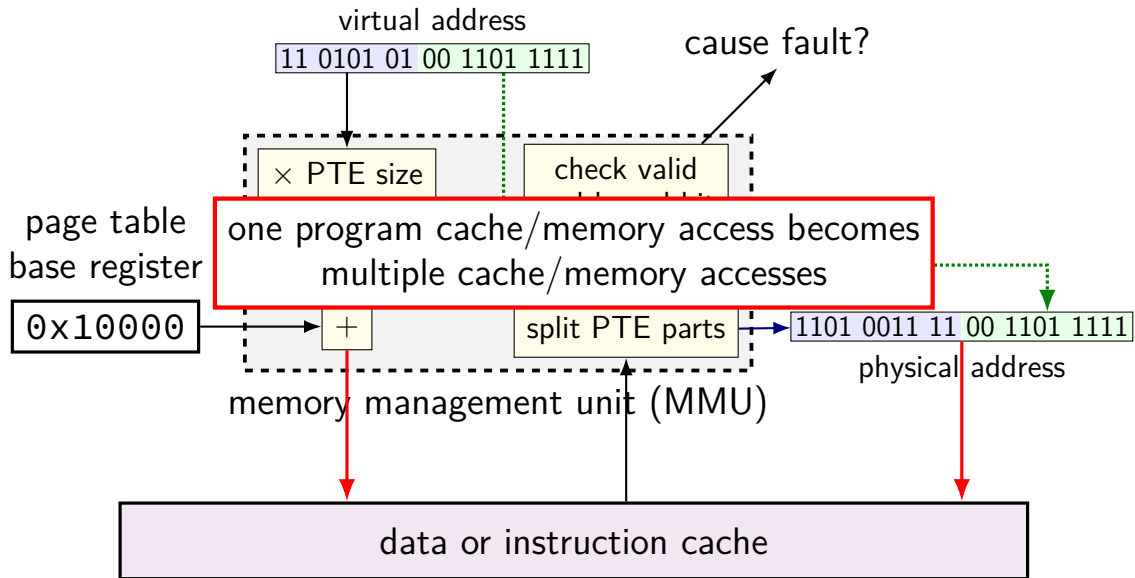 virtual address
11 0101 01 00 1101 1111
cause fault?
× PTE size
check valid
one program cache/memory access becomes
multiple cache/memory accesses
page table
base register
0x10000
+
split PTE parts
1101 0011 11 00 1101 1111
physical address
memory management unit (MMU)
data or instruction cache